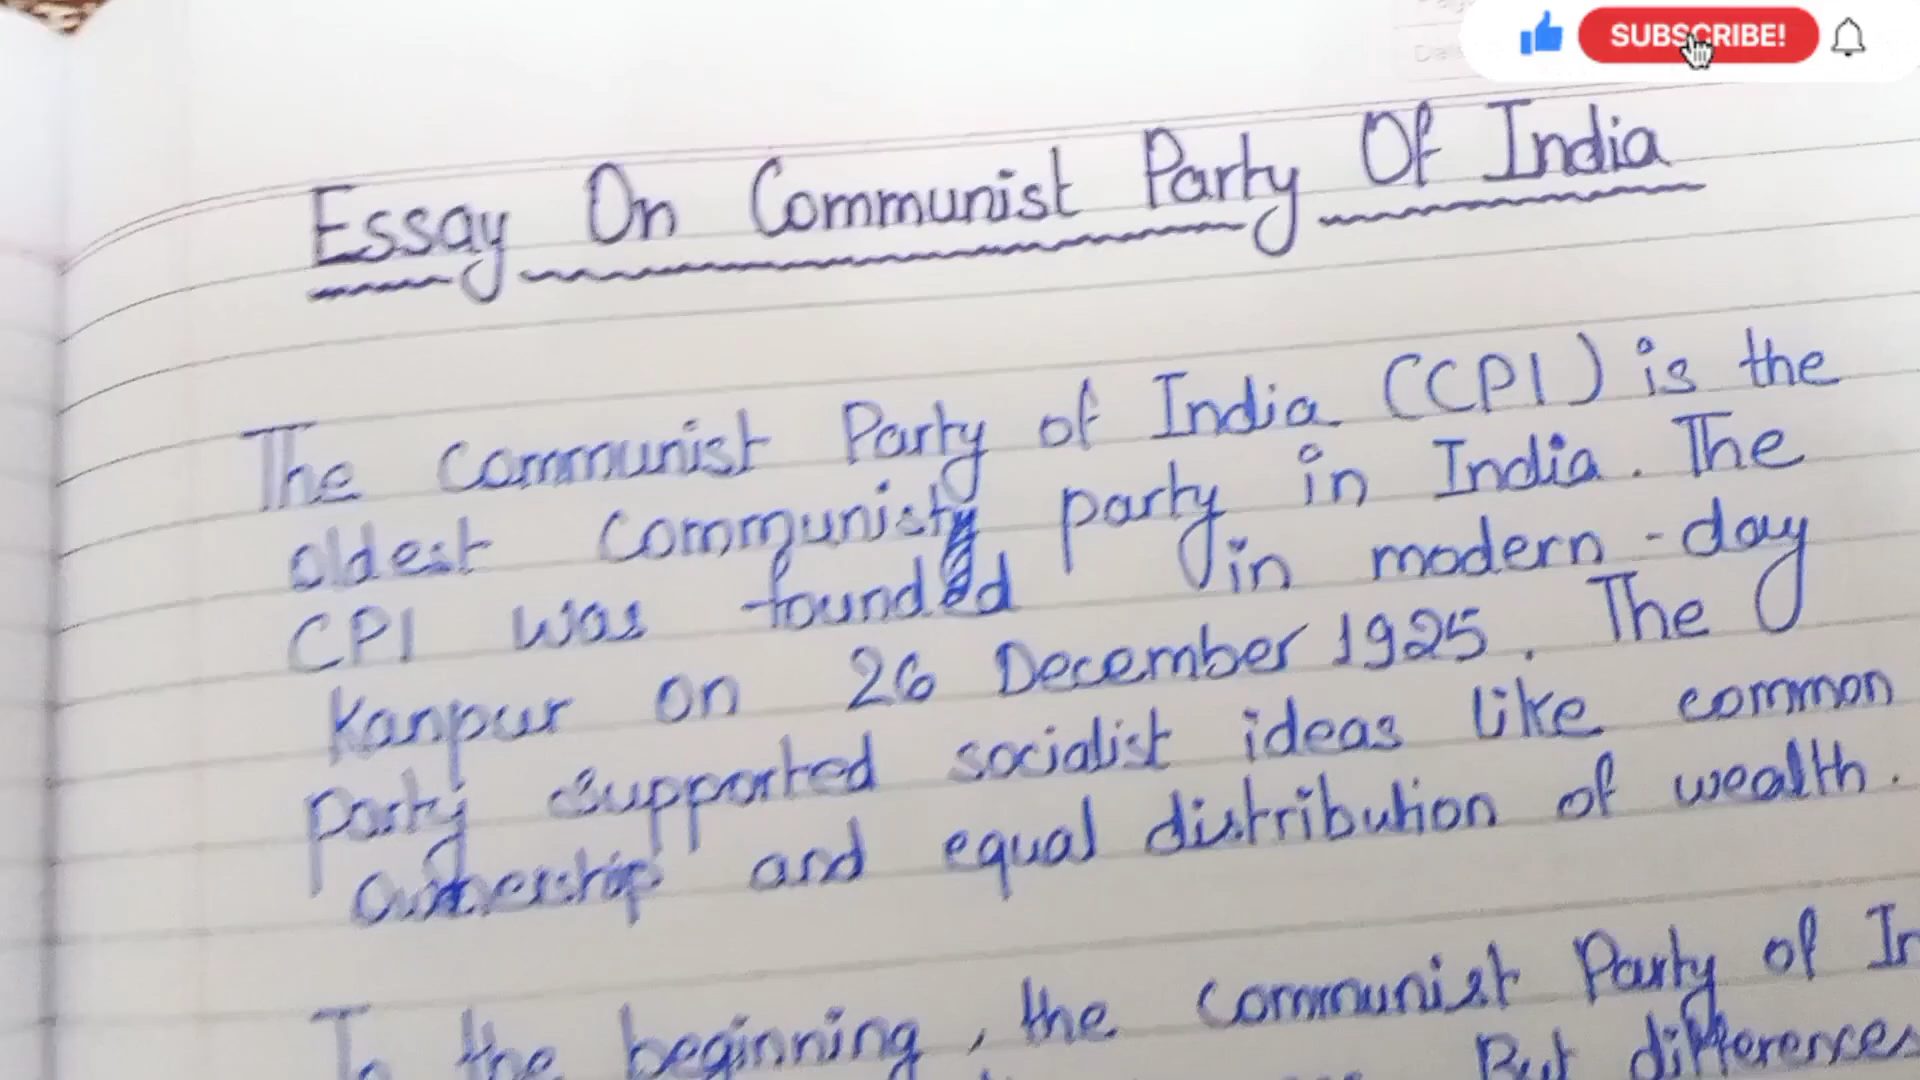 SUBSCRIBE!
Essay On Communist Party Of India
The Communist Party of India (CPI) is the
oldest communist party in India. The
CPI was founded in modern-day
Kanpur on 26 December 1925. The
party supported socialist ideas like common
ownership and equal distribution of wealth.
In the beginning, the Communist Party of In
But differences